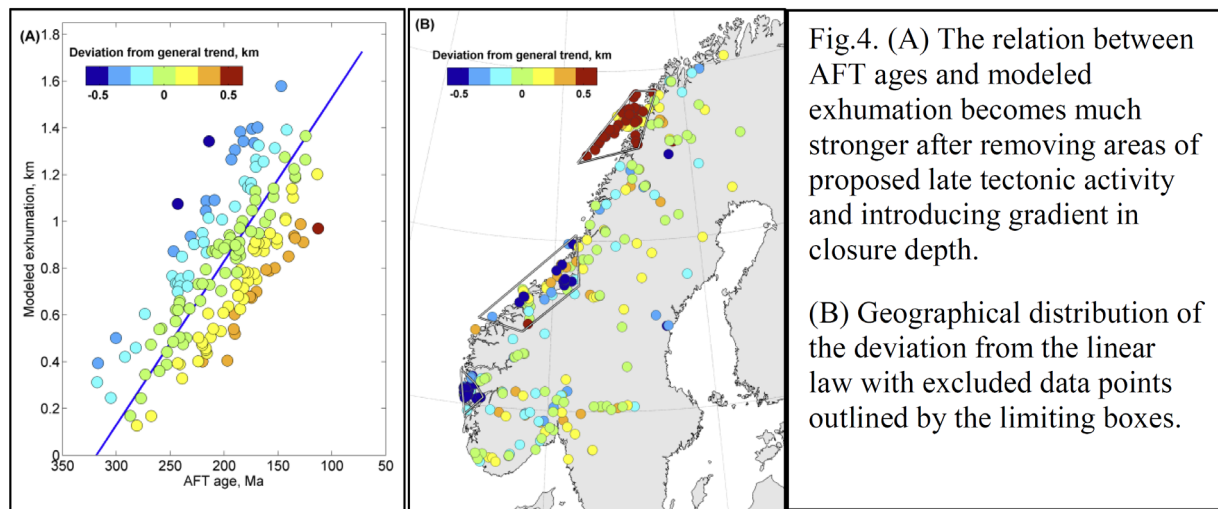 (A)
Deviation from general trend, km
-0.5 0 0.5
1.8
1.6
1.4
1.2
1
0.8
0.6
0.4
0.2
0
Modeled exhumation, km
350 300 250 200 150 100 50
AFT age, Ma
(B)
Deviation from general trend, km
-0.5 0 0.5
Fig.4. (A) The relation between
AFT ages and modeled
exhumation becomes much
stronger after removing areas of
proposed late tectonic activity
and introducing gradient in
closure depth.
(B) Geographical distribution of
the deviation from the linear
law with excluded data points
outlined by the limiting boxes.